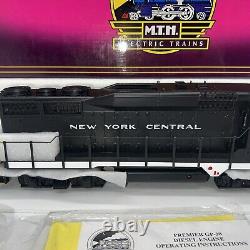 M.T.H.
ELECTRIC TRAINS
NEW YORK CENTRAL
PREMIER GP-20
DIESEL ENGINE
OPERATING INSTRUCTIONS